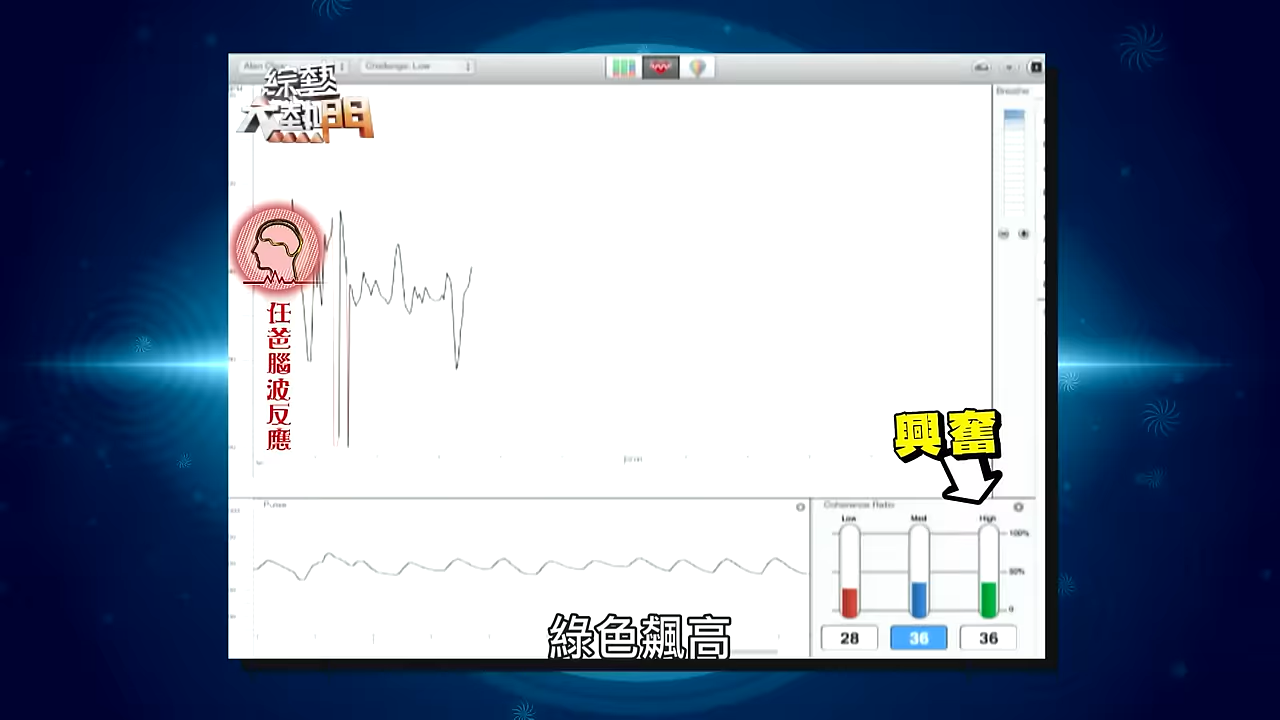 Challenge: Low
綜藝
大熱門
Breathe
任爸腦波反應
興奮
Pulse
Coherence Ratio
Low
Med
High
100%
50%
0
28
36
36
綠色飆高